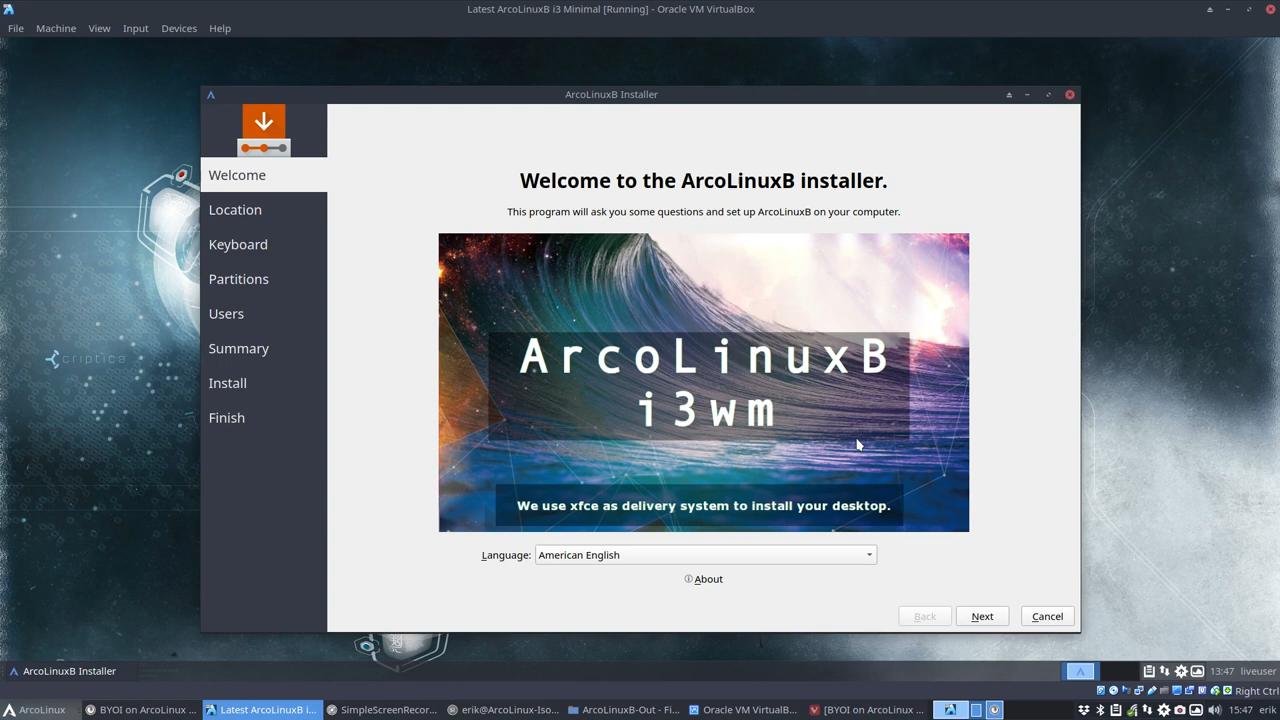 Latest ArcoLinuxB i3 Minimal [Running] - Oracle VM VirtualBox
File Machine View Input Devices Help
ArcoLinuxB Installer
Welcome
Location
Keyboard
Partitions
Users
Summary
Install
Finish
Welcome to the ArcoLinuxB installer.
This program will ask you some questions and set up ArcoLinuxB on your computer.
ArcoLinuxB
i3wm
We use xfce as delivery system to install your desktop.
Language: American English
About
Back Next Cancel
criptica
ArcoLinuxB Installer 13:47 liveuser
Right Ctrl
ArcoLinux BYOI on ArcoLinux ... Latest ArcoLinuxB i... SimpleScreenRecor... erik@ArcoLinux-Iso... ArcoLinuxB-Out - Fi... Oracle VM VirtualB... [BYOI on ArcoLinux ... 15:47 erik